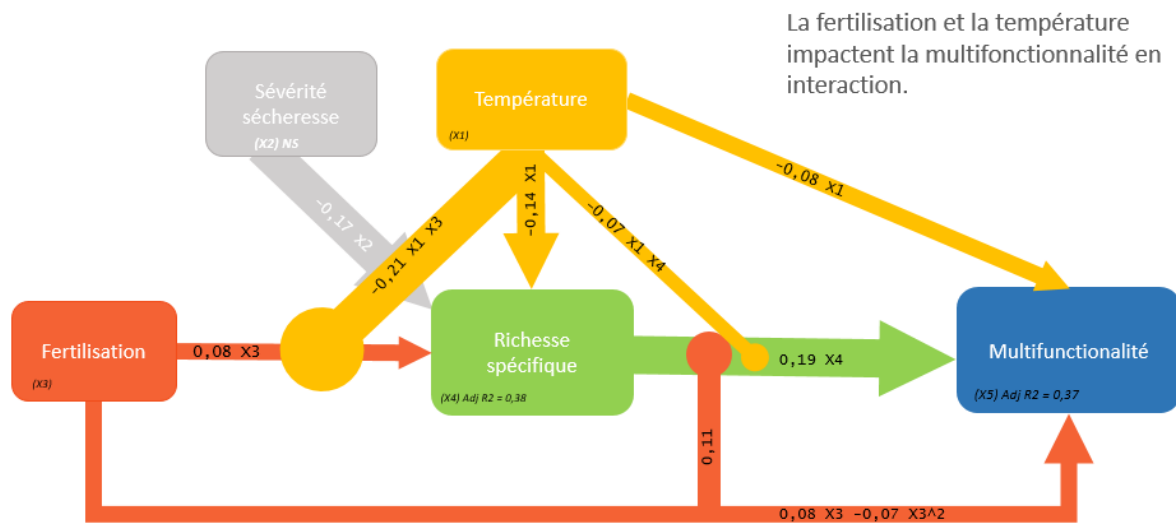 La fertilisation et la température
impactent la multifonctionnalité en
interaction.
Sévérité
sécheresse
(X2) NS
Température
(X1)
-0,08 X1
-0,17 X2
-0,21 X1 X3
-0,14 X1
-0,07 X1 X4
Fertilisation
(X3)
0,08 X3
Richesse
spécifique
(X4) Adj R2 = 0,38
0,19 X4
Multifunctionalité
(X5) Adj R2 = 0,37
0,11
0,08 X3 -0,07 X3^2